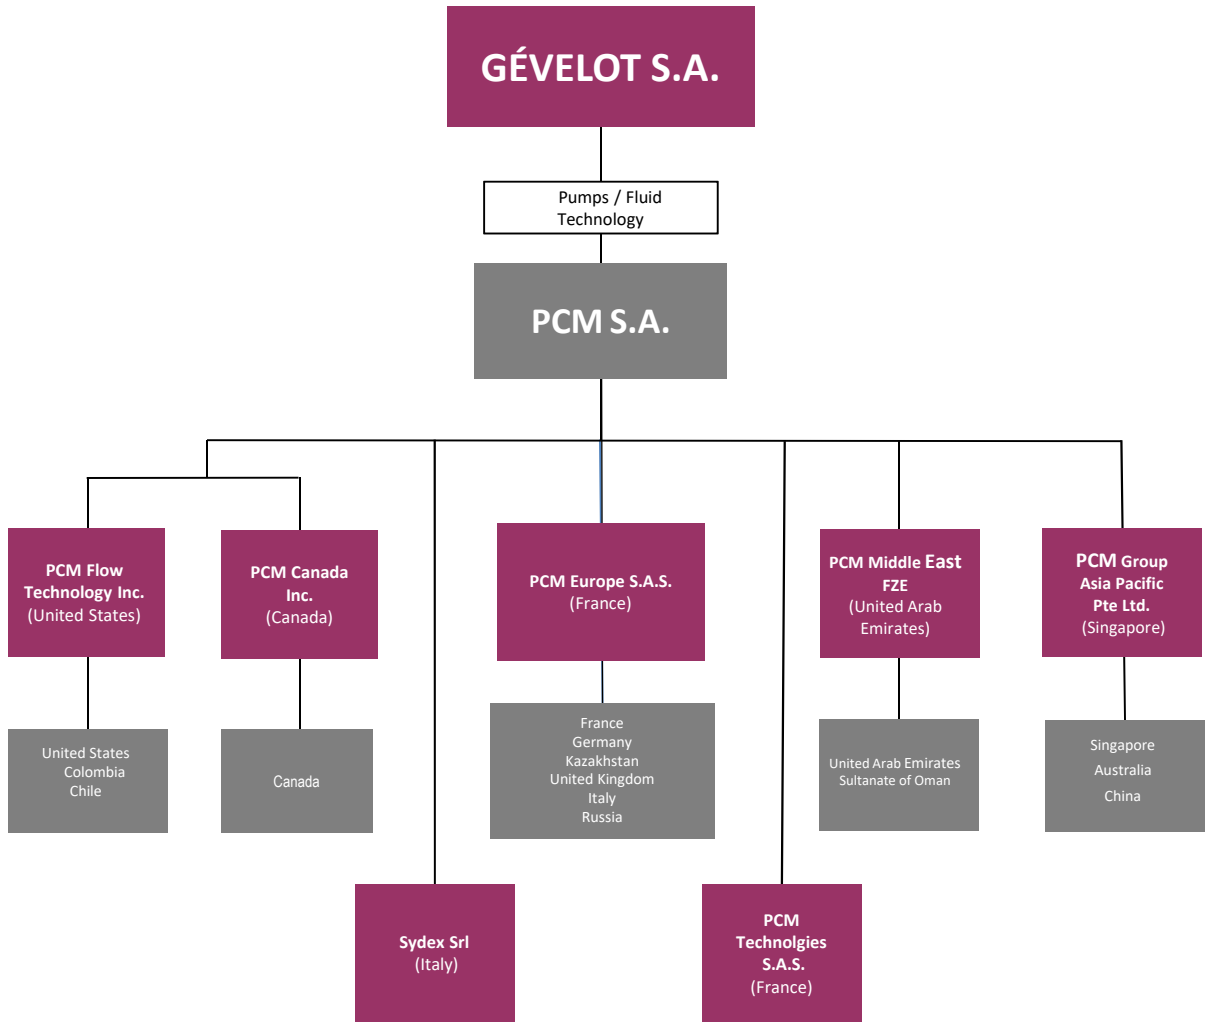 GÉVELOT S.A.
Pumps / Fluid
Technology
PCM S.A.
PCM Flow
Technology Inc.
(United States)
PCM Canada
Inc.
(Canada)
PCM Europe S.A.S.
(France)
PCM Middle East
FZE
(United Arab
Emirates)
PCM Group
Asia Pacific
Pte Ltd.
(Singapore)
United States
Colombia
Chile
Canada
France
Germany
Kazakhstan
United Kingdom
Italy
Russia
United Arab Emirates
Sultanate of Oman
Singapore
Australia
China
Sydex Srl
(Italy)
PCM
Technolgies
S.A.S.
(France)